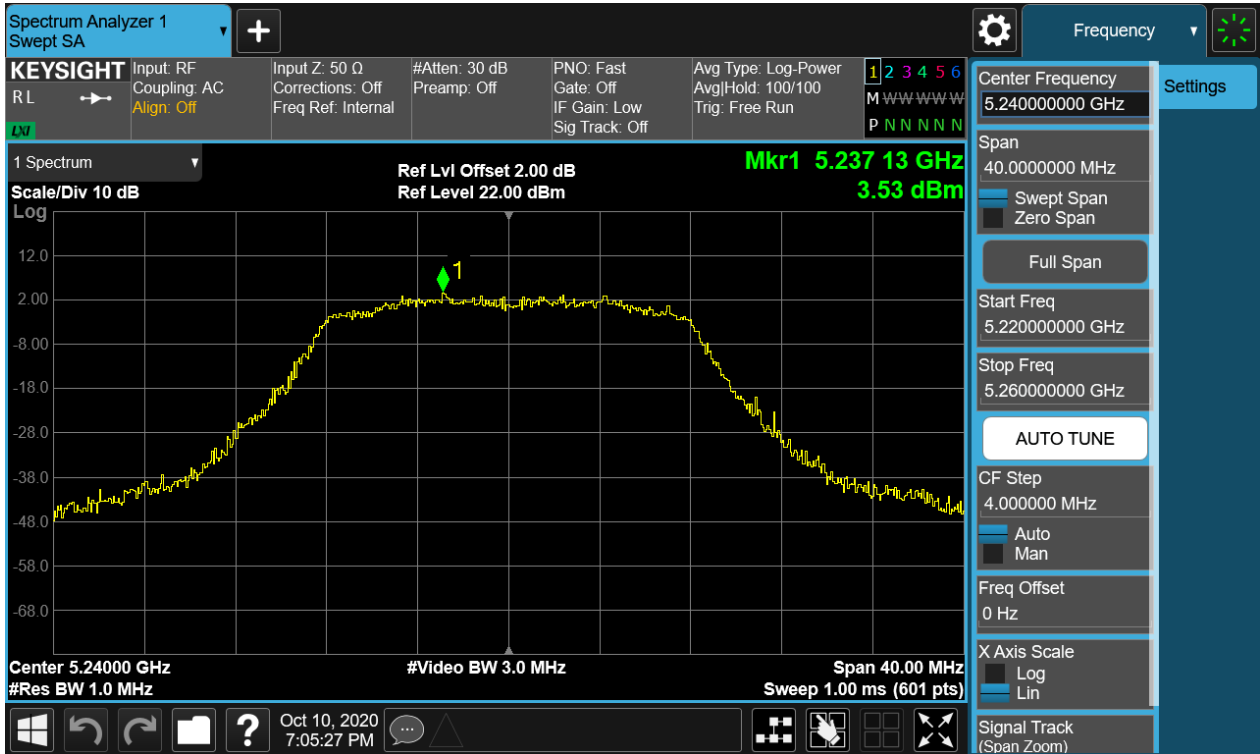 Spectrum Analyzer 1
Swept SA
Frequency
KEYSIGHT
R L
LXI
Input: RF
Coupling: AC
Align: Off
Input Z: 50 Ω
Corrections: Off
Freq Ref: Internal
#Atten: 30 dB
Preamp: Off
PNO: Fast
Gate: Off
IF Gain: Low
Sig Track: Off
Avg Type: Log-Power
Avg|Hold: 100/100
Trig: Free Run
1 2 3 4 5 6
M W W W W W
P N N N N N
1 Spectrum
Scale/Div 10 dB
Ref Lvl Offset 2.00 dB
Ref Level 22.00 dBm
Mkr1 5.237 13 GHz
3.53 dBm
Log
12.0
2.00
-8.00
-18.0
-28.0
-38.0
-48.0
-58.0
-68.0
1
Center 5.24000 GHz
#Video BW 3.0 MHz
Span 40.00 MHz
#Res BW 1.0 MHz
Sweep 1.00 ms (601 pts)
Center Frequency
5.240000000 GHz
Settings
Span
40.0000000 MHz
Swept Span
Zero Span
Full Span
Start Freq
5.220000000 GHz
Stop Freq
5.260000000 GHz
AUTO TUNE
CF Step
4.000000 MHz
Auto
Man
Freq Offset
0 Hz
X Axis Scale
Log
Lin
Signal Track
(Span Zoom)
?
Oct 10, 2020
7:05:27 PM